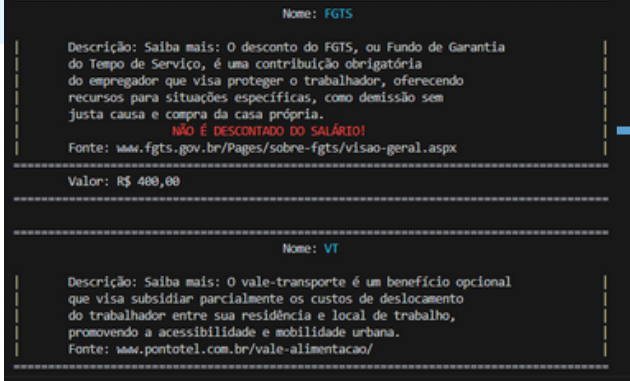 Nome: FGTS
Descrição: Saiba mais: O desconto do FGTS, ou Fundo de Garantia
do Tempo de Serviço, é uma contribuição obrigatória
do empregador que visa proteger o trabalhador, oferecendo
recursos para situações específicas, como demissão sem
justa causa e compra da casa própria.
NÃO É DESCONTADO DO SALÁRIO!
Fonte: www.fgts.gov.br/Pages/sobre-fgts/visao-geral.aspx
Valor: R$ 400,00
Nome: VT
Descrição: Saiba mais: O vale-transporte é um benefício opcional
que visa subsidiar parcialmente os custos de deslocamento
do trabalhador entre sua residência e local de trabalho,
promovendo a acessibilidade e mobilidade urbana.
Fonte: www.pontotel.com.br/vale-alimentacao/